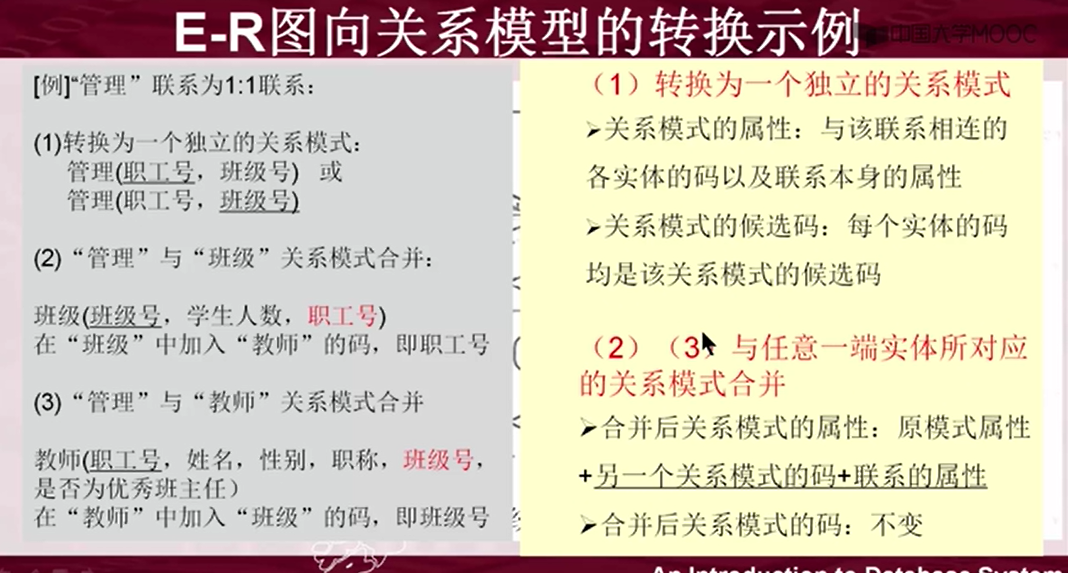 E-R图向关系模型的转换示例
中国大学MOOC
[例]“管理”联系为1:1联系：
(1)转换为一个独立的关系模式：
管理(职工号，班级号) 或
管理(职工号，班级号)
(2)“管理”与“班级”关系模式合并：
班级(班级号，学生人数，职工号)
在“班级”中加入“教师”的码，即职工号
(3)“管理”与“教师”关系模式合并
教师(职工号，姓名，性别，职称，班级号，
是否为优秀班主任）
在“教师”中加入“班级”的码，即班级号
（1）转换为一个独立的关系模式
➢关系模式的属性：与该联系相连的
各实体的码以及联系本身的属性
➢关系模式的候选码：每个实体的码
均是该关系模式的候选码
（2）（3）与任意一端实体所对应
的关系模式合并
➢合并后关系模式的属性：原模式属性
+另一个关系模式的码+联系的属性
➢合并后关系模式的码：不变
An Introduction to Database System